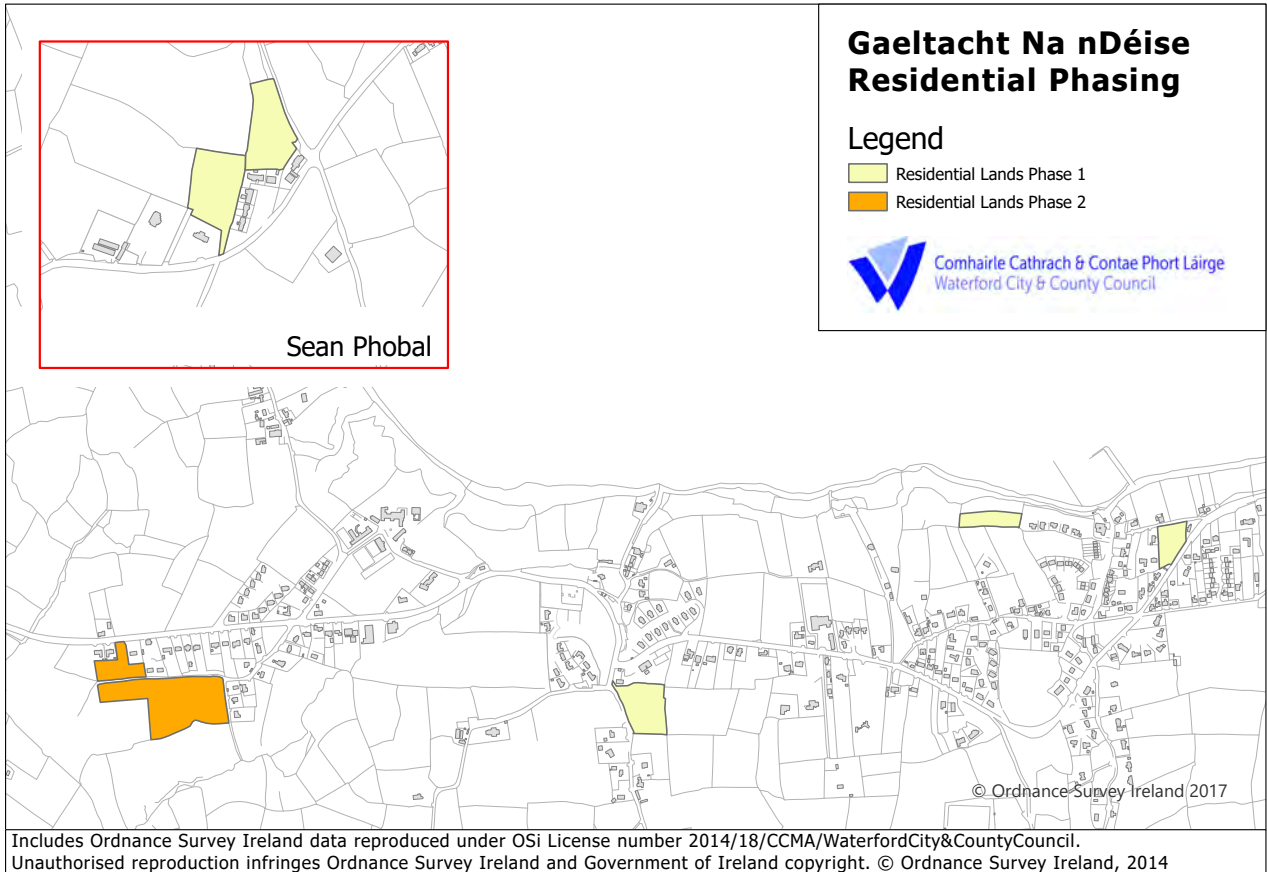 Gaeltacht Na nDéise
Residential Phasing
Legend
Residential Lands Phase 1
Residential Lands Phase 2
Comhairle Cathrach & Contae Phort Láirge
Waterford City & County Council
Sean Phobal
© Ordnance Survey Ireland 2017
Includes Ordnance Survey Ireland data reproduced under OSi License number 2014/18/CCMA/WaterfordCity&CountyCouncil.
Unauthorised reproduction infringes Ordnance Survey Ireland and Government of Ireland copyright. © Ordnance Survey Ireland, 2014